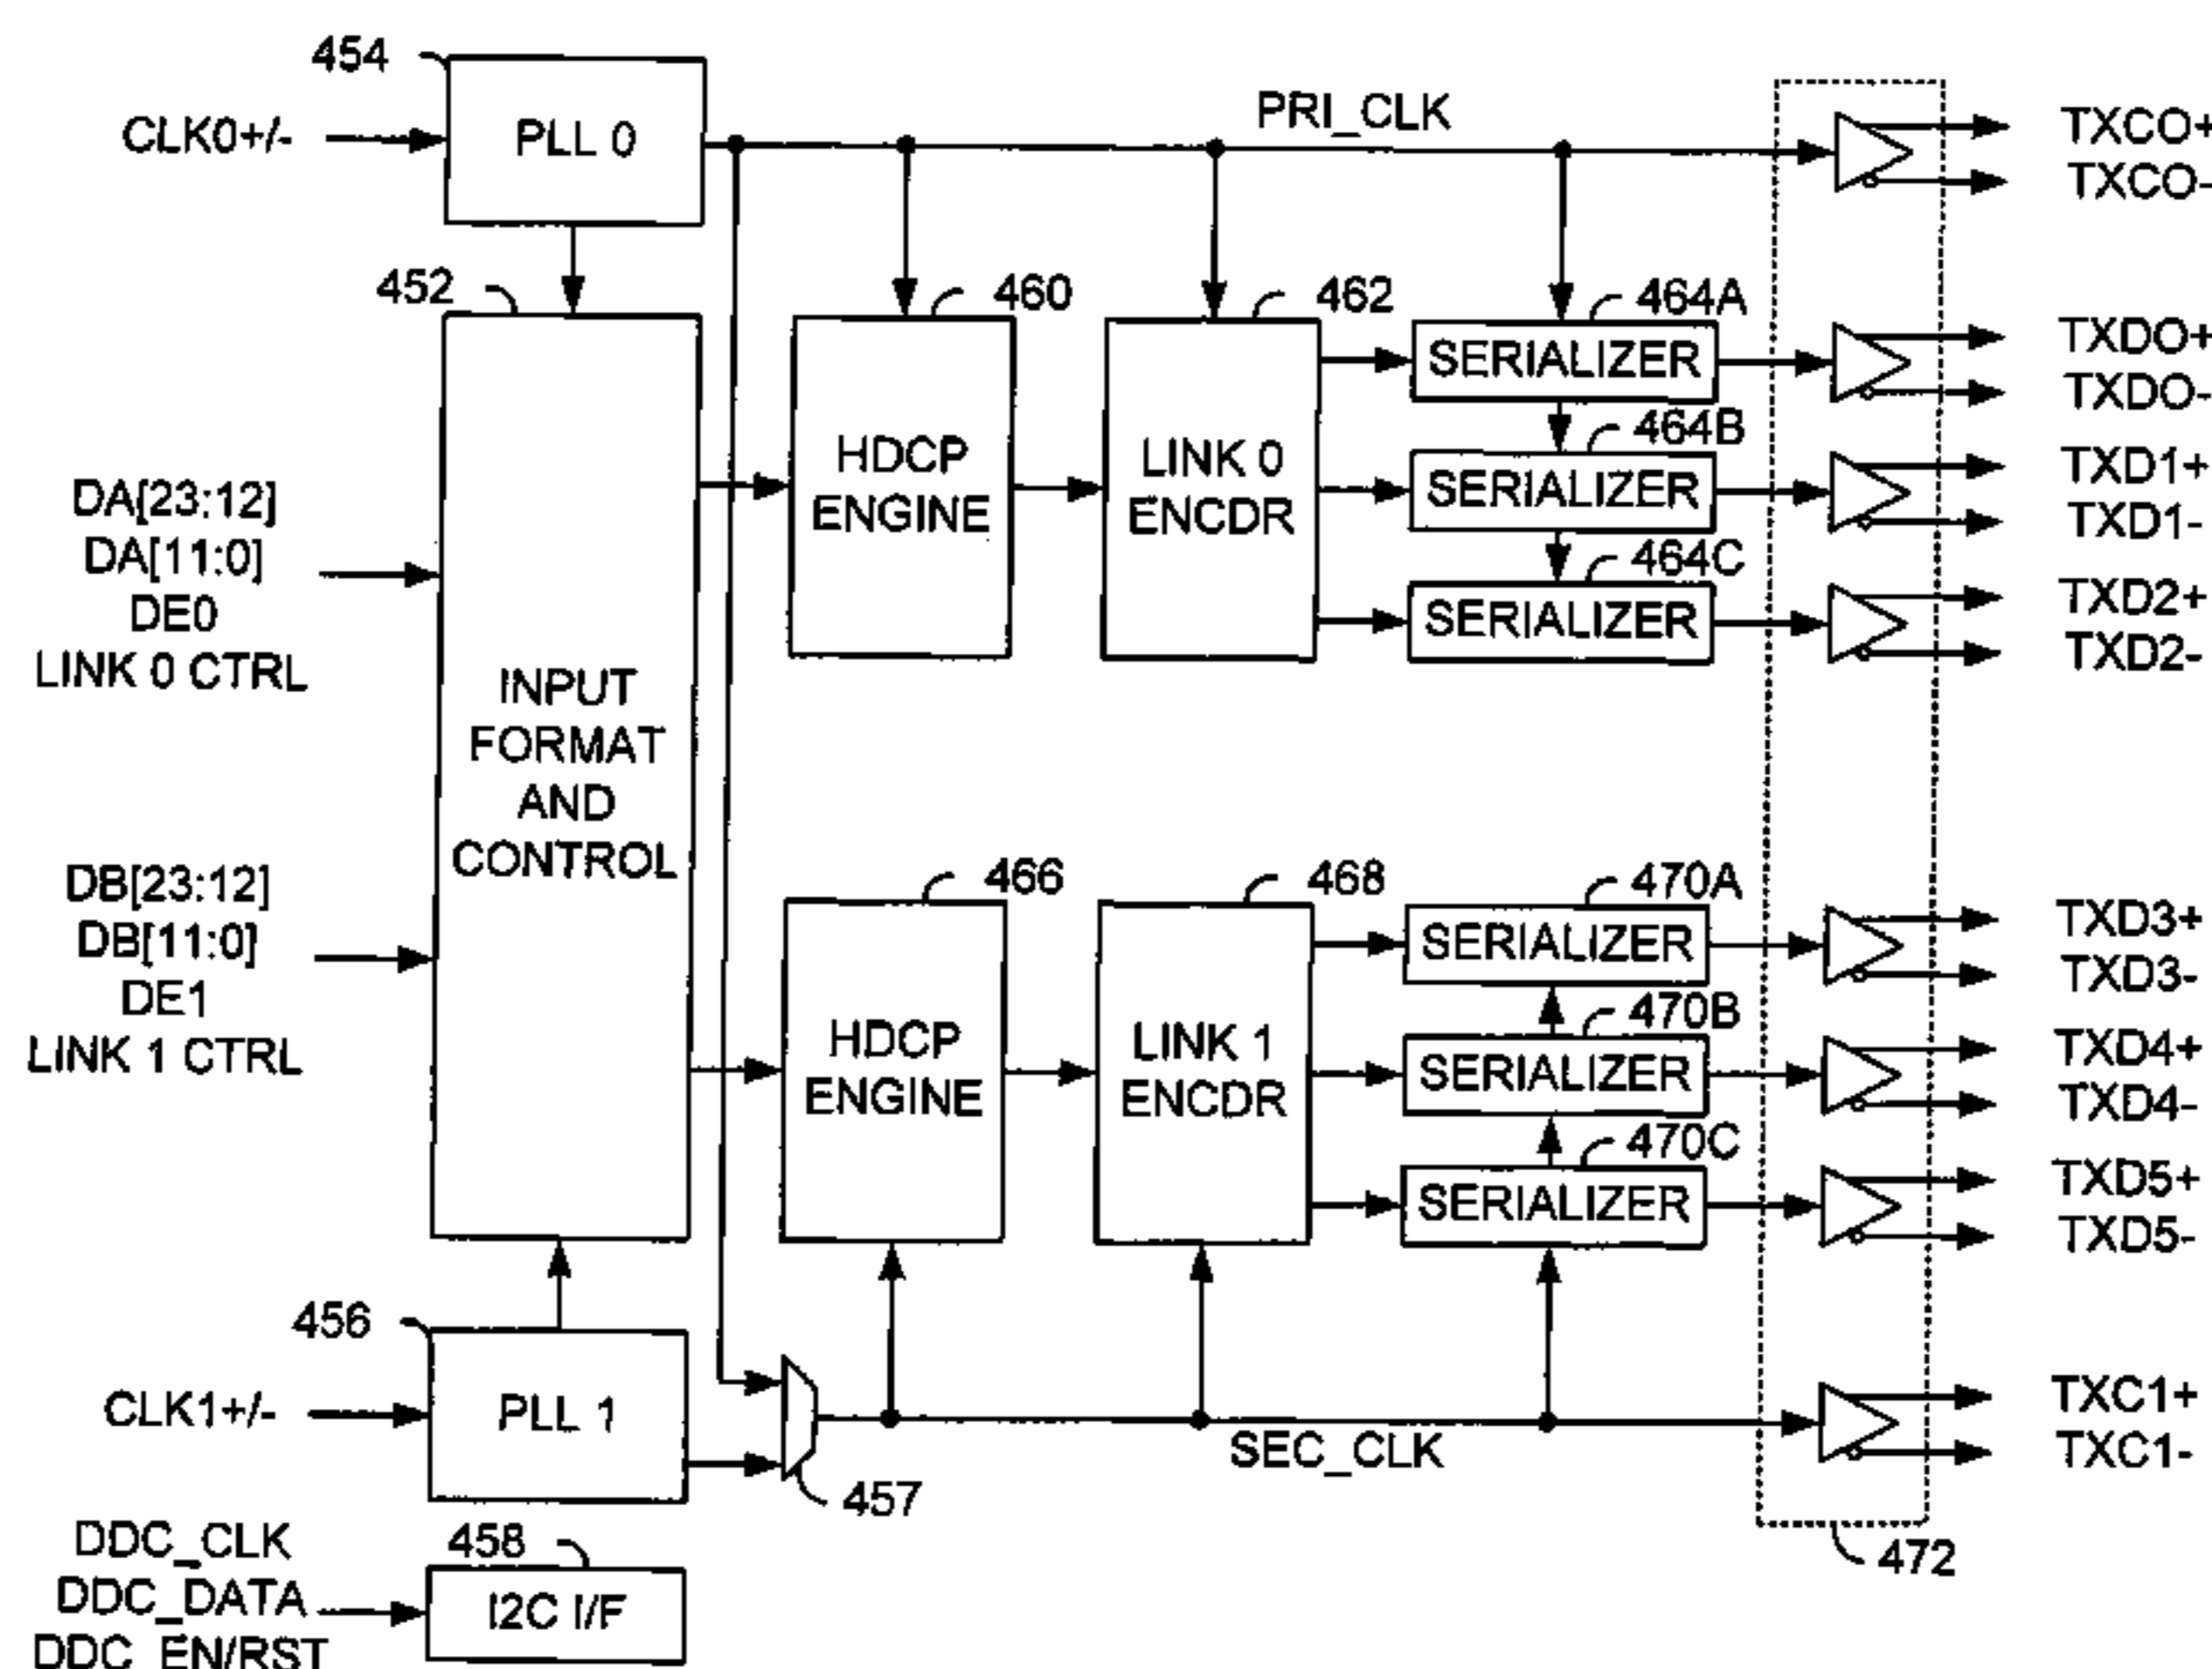 454
CLK0+/-
PLL 0
PRI_CLK
TXCO+
TXCO-
452
460
462
464A
SERIALIZER
TXDO+
TXDO-
464B
SERIALIZER
TXD1+
TXD1-
464C
SERIALIZER
TXD2+
TXD2-
HDCP
ENGINE
LINK 0
ENCDR
DA[23:12]
DA[11:0]
DE0
LINK 0 CTRL
INPUT
FORMAT
AND
CONTROL
DB[23:12]
DB[11:0]
DE1
LINK 1 CTRL
466
468
470A
SERIALIZER
TXD3+
TXD3-
HDCP
ENGINE
LINK 1
ENCDR
470B
SERIALIZER
TXD4+
TXD4-
470C
SERIALIZER
TXD5+
TXD5-
456
CLK1+/-
PLL 1
457
SEC_CLK
TXC1+
TXC1-
472
DDC_CLK
DDC_DATA
DDC_EN/RST
458
I2C I/F